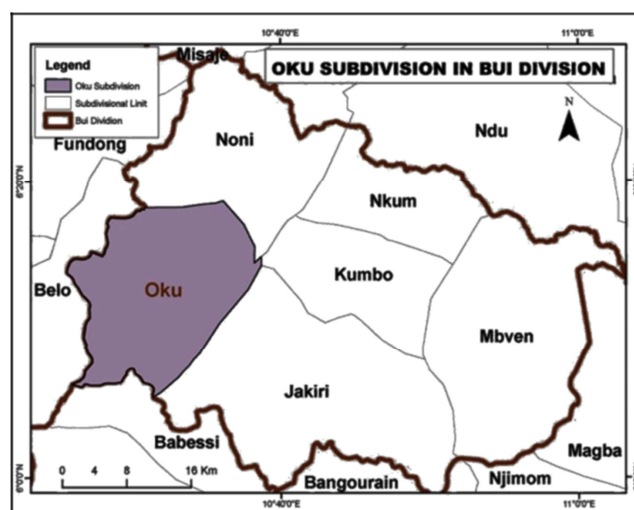 10°40'0"E
11°0'0"E
Misaje
OKU SUBDIVISION IN BUI DIVISION
Legend
Oku Subdivision
Subdivisional Linit
Bui Dividion
Fundong
Noni
Ndu
N
6°20'0"N
Nkum
Belo
Oku
Kumbo
Mbven
Jakiri
Babessi
Magba
0 4 8 16 Km
Bangourain
Njimom
6°0'0"N
10°40'0"E
11°0'0"E